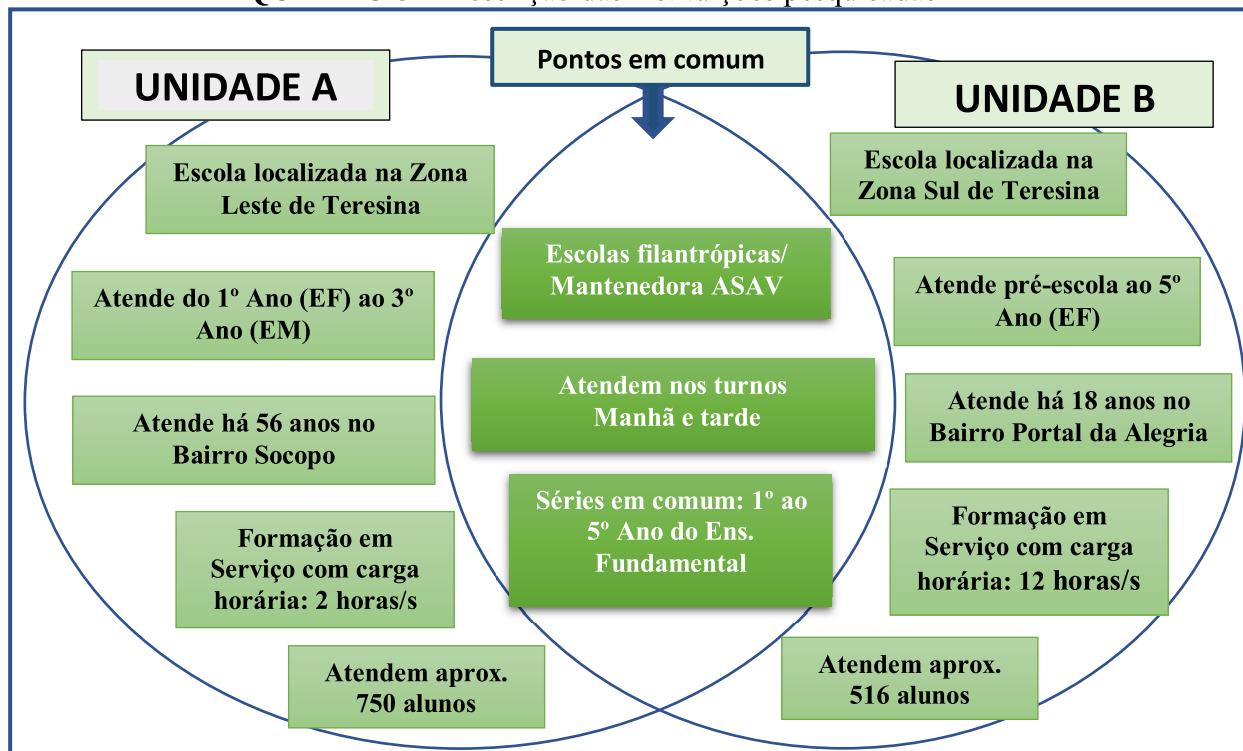 Pontos em comum
UNIDADE A
UNIDADE B
Escola localizada na Zona
Leste de Teresina
Atende do 1º Ano (EF) ao 3º
Ano (EM)
Atende há 56 anos no
Bairro Socopo
Formação em
Serviço com carga
horária: 2 horas/s
Atendem aprox.
750 alunos
Escolas filantrópicas/
Mantenedora ASAV
Atendem nos turnos
Manhã e tarde
Séries em comum: 1º ao
5º Ano do Ens.
Fundamental
Escola localizada na
Zona Sul de Teresina
Atende pré-escola ao 5º
Ano (EF)
Atende há 18 anos no
Bairro Portal da Alegria
Formação em
Serviço com carga
horária: 12 horas/s
Atendem aprox.
516 alunos